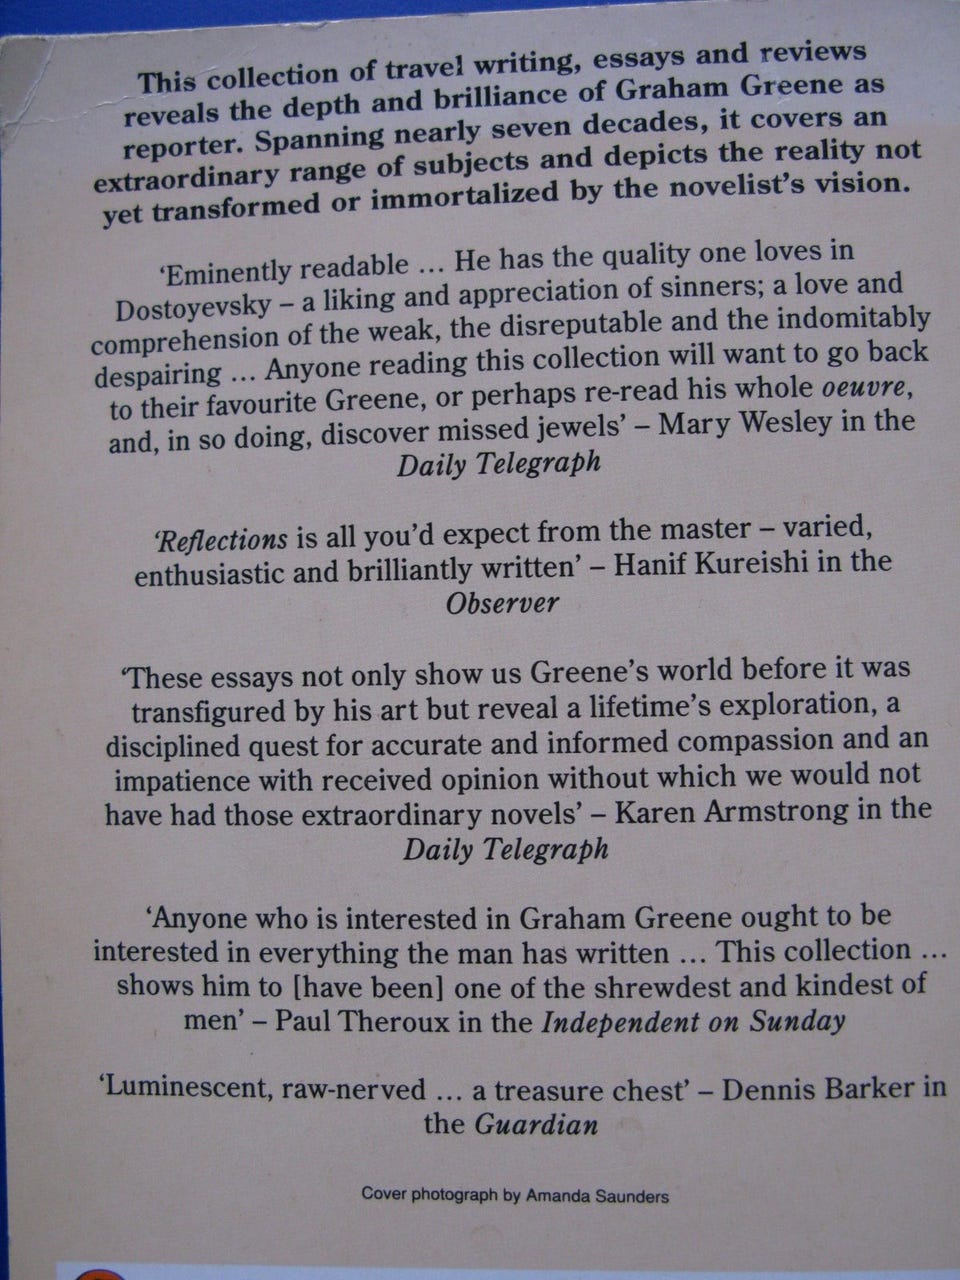 This collection of travel writing, essays and reviews
reveals the depth and brilliance of Graham Greene as
reporter. Spanning nearly seven decades, it covers an
extraordinary range of subjects and depicts the reality not
yet transformed or immortalized by the novelist's vision.
‘Eminently readable ... He has the quality one loves in
Dostoyevsky – a liking and appreciation of sinners; a love and
comprehension of the weak, the disreputable and the indomitably
despairing ... Anyone reading this collection will want to go back
to their favourite Greene, or perhaps re-read his whole oeuvre,
and, in so doing, discover missed jewels’ – Mary Wesley in the
Daily Telegraph
‘Reflections is all you’d expect from the master – varied,
enthusiastic and brilliantly written’ – Hanif Kureishi in the
Observer
‘These essays not only show us Greene’s world before it was
transfigured by his art but reveal a lifetime’s exploration, a
disciplined quest for accurate and informed compassion and an
impatience with received opinion without which we would not
have had those extraordinary novels’ – Karen Armstrong in the
Daily Telegraph
‘Anyone who is interested in Graham Greene ought to be
interested in everything the man has written ... This collection ...
shows him to [have been] one of the shrewdest and kindest of
men’ – Paul Theroux in the Independent on Sunday
‘Luminescent, raw-nerved ... a treasure chest’ – Dennis Barker in
the Guardian
Cover photograph by Amanda Saunders